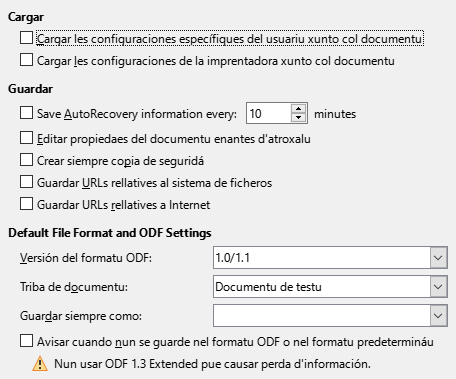 Cargar
Cargar les configuraciones específiques del usuariu xunto col documentu
Cargar les configuraciones de la imprentadora xunto col documentu
Guardar
Save AutoRecovery information every: 10 minutes
Editar propiedaes del documentu enantes d'atroxalu
Crear siempre copia de seguridá
Guardar URLs rellatives al sistema de ficheros
Guardar URLs rellatives a Internet
Default File Format and ODF Settings
Versión del formatu ODF: 1.0/1.1
Triba de documentu: Documentu de testu
Guardar siempre como:
Avisar cuando nun se guarde nel formatu ODF o nel formatu predetermináu
Nun usar ODF 1.3 Extended pue causar perda d'información.